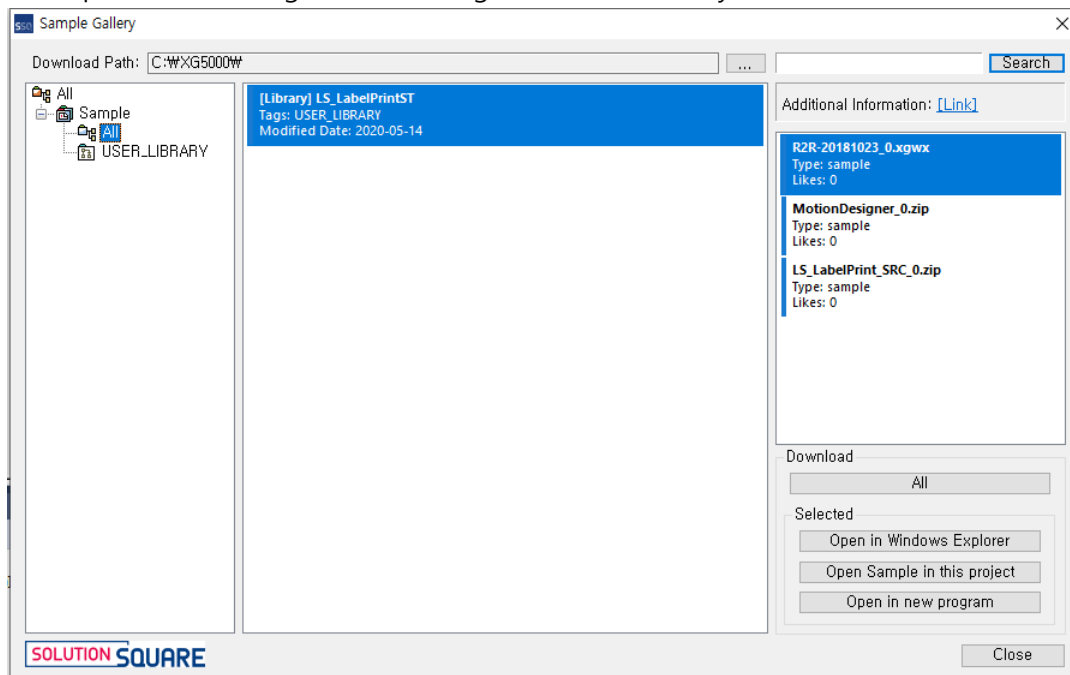 Sample Gallery
Download Path: C:₩XG5000₩
...
Search
All
Sample
All
USER_LIBRARY
[Library] LS_LabelPrintST
Tags: USER_LIBRARY
Modified Date: 2020-05-14
Additional Information: [Link]
R2R-20181023_0.xgwx
Type: sample
Likes: 0
MotionDesigner_0.zip
Type: sample
Likes: 0
LS_LabelPrint_SRC_0.zip
Type: sample
Likes: 0
Download
All
Selected
Open in Windows Explorer
Open Sample in this project
Open in new program
SOLUTION SQUARE
Close